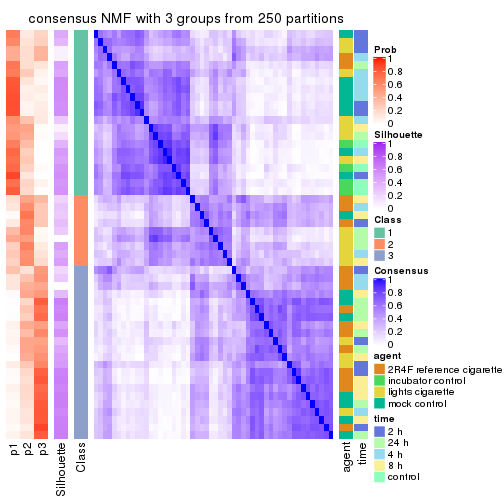 consensus NMF with 3 groups from 250 partitions
Prob
1
0.8
0.6
0.4
0.2
0
Silhouette
1
0.8
0.6
0.4
0.2
0
Class
1
2
3
Consensus
1
0.8
0.6
0.4
0.2
0
agent
2R4F reference cigarette
incubator control
lights cigarette
mock control
time
2 h
24 h
4 h
8 h
control
p1
p2
p3
Silhouette
Class
agent
time